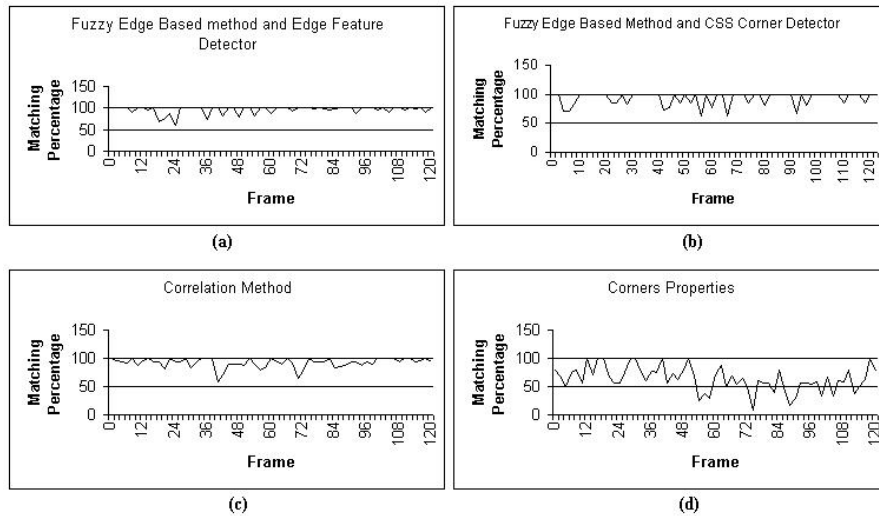 Fuzzy Edge Based method and Edge Feature
Detector
Matching
Percentage
150
100
50
0
0
12
24
36
48
60
72
84
96
108
120
Frame
(a)
Fuzzy Edge Based Method and CSS Corner Detector
Matching
Percentage
150
100
50
0
0
10
20
30
40
50
60
70
80
90
100
110
120
Frame
(b)
Correlation Method
Matching
Percentage
150
100
50
0
0
12
24
36
48
60
72
84
96
108
120
Frame
(c)
Corners Properties
Matching
Percentage
150
100
50
0
0
12
24
36
48
60
72
84
96
108
120
Frame
(d)